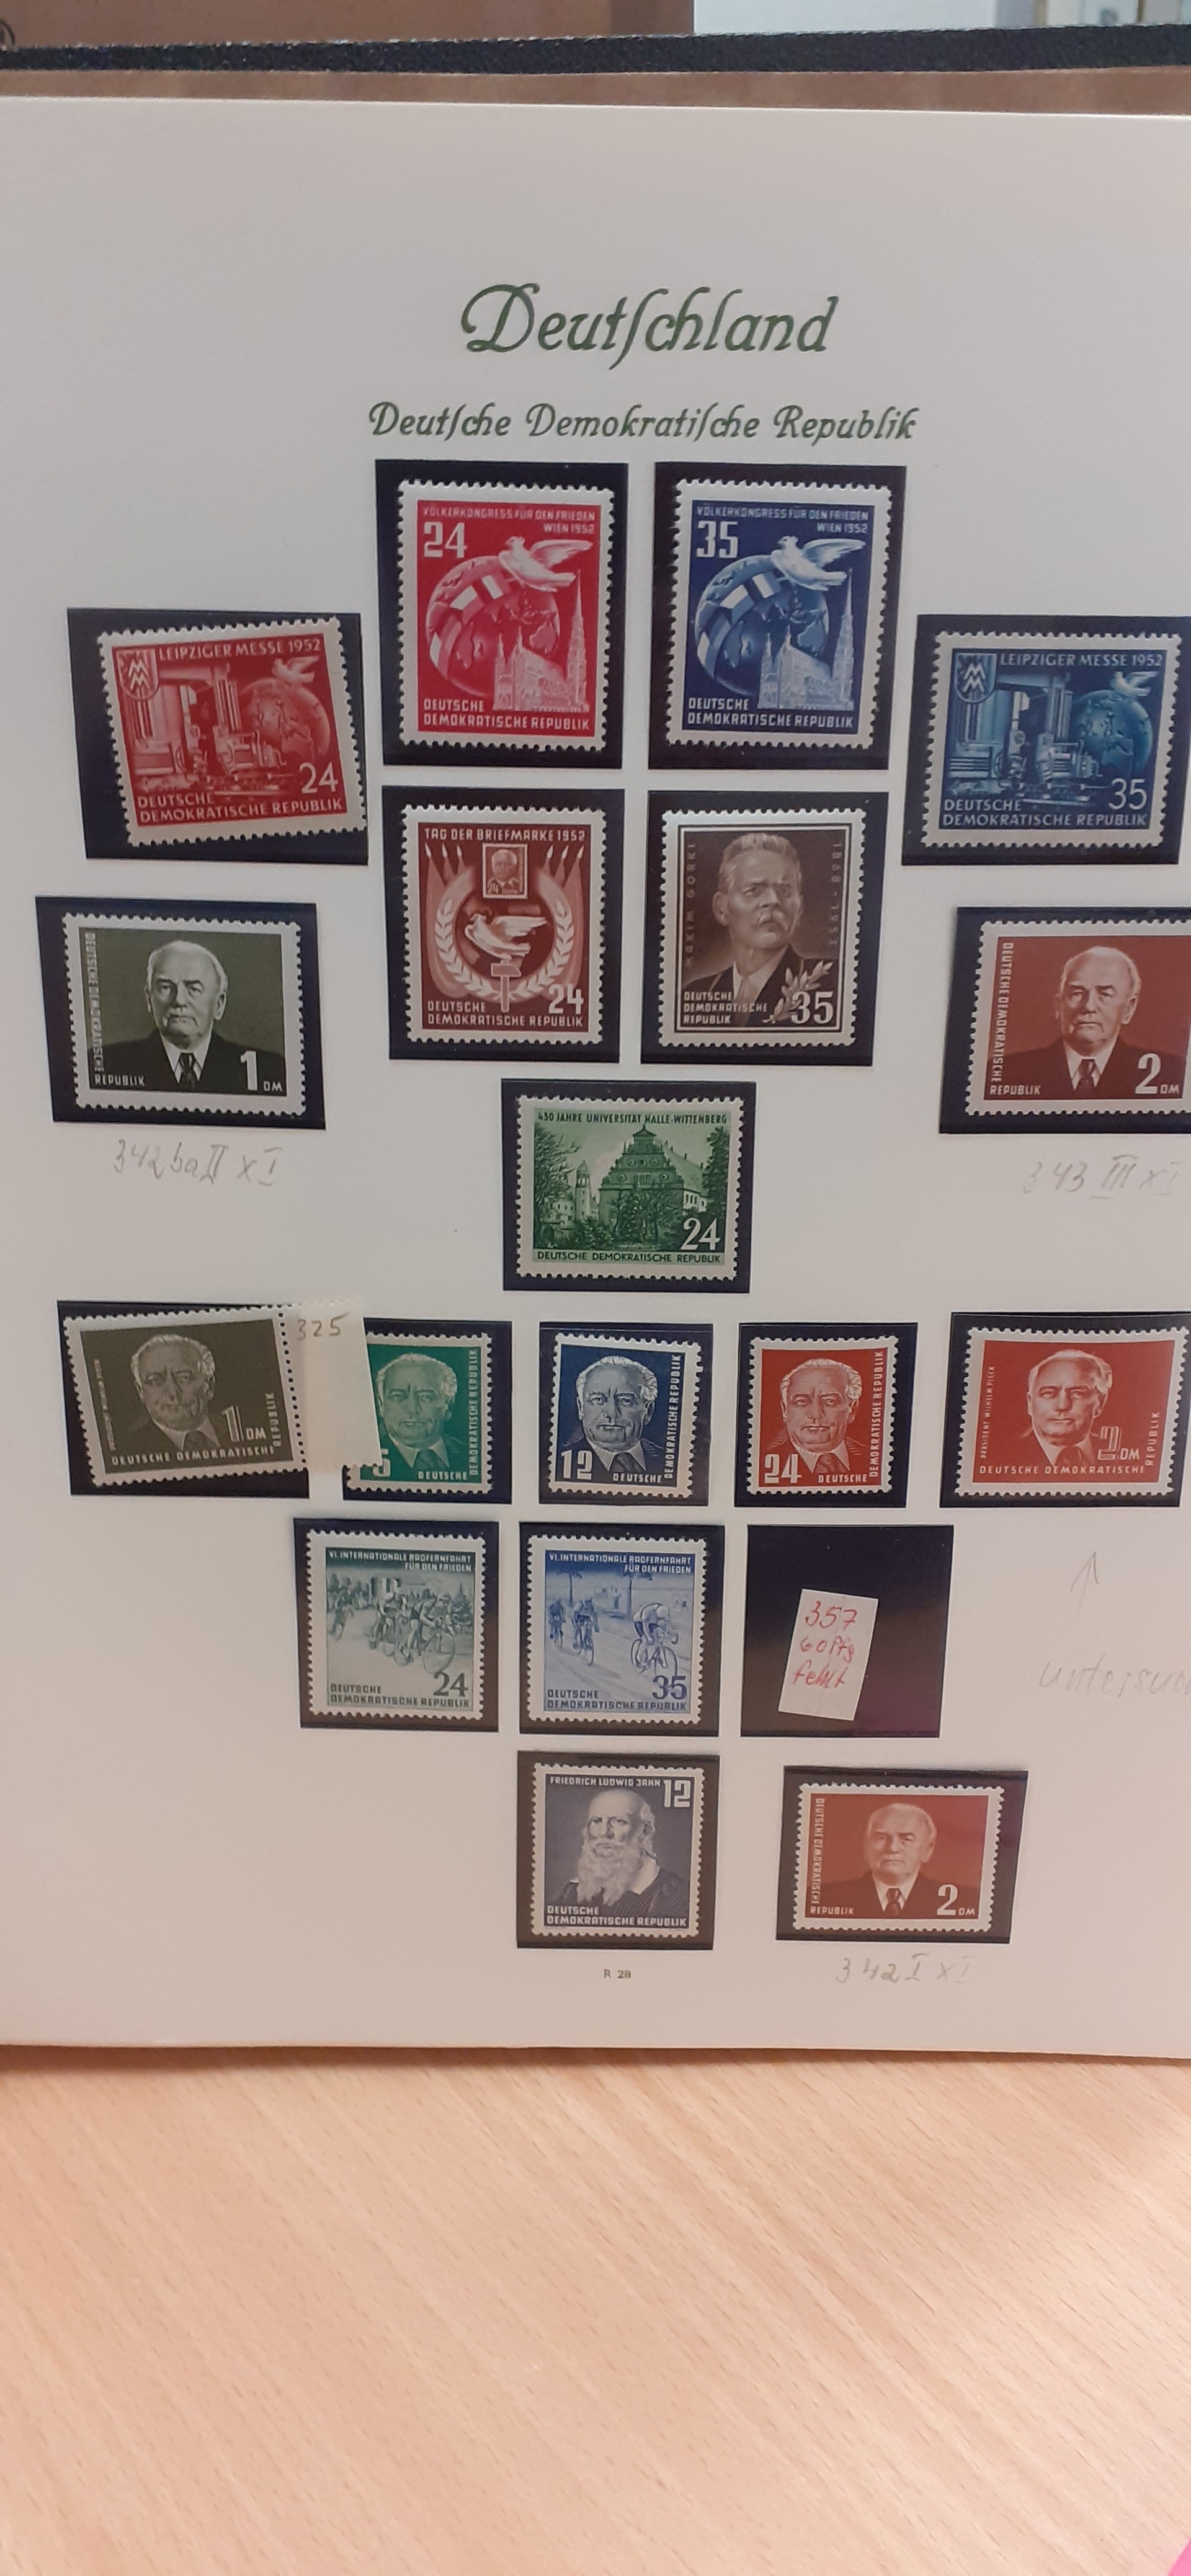 Deutſchland
Deutſche Demokratiſche Republik
VÖLKERKONGRESS FÜR DEN FRIEDEN
WIEN 1952
24
DEUTSCHE
DEMOKRATISCHE REPUBLIK
VÖLKERKONGRESS FÜR DEN FRIEDEN
WIEN 1952
35
DEUTSCHE
DEMOKRATISCHE REPUBLIK
LEIPZIGER MESSE 1952
24
DEUTSCHE
DEMOKRATISCHE REPUBLIK
LEIPZIGER MESSE 1952
35
DEUTSCHE
DEMOKRATISCHE REPUBLIK
TAG DER BRIEFMARKE 1952
24
DEUTSCHE
DEMOKRATISCHE REPUBLIK
MAXIM GORKI
DEUTSCHE
DEMOKRATISCHE
REPUBLIK
35
DEUTSCHE DEMOKRATISCHE
REPUBLIK
1 DM
DEUTSCHE DEMOKRATISCHE
REPUBLIK
2 DM
342 ba II X I
343 III X I
450 JAHRE UNIVERSITÄT HALLE-WITTENBERG
24
DEUTSCHE DEMOKRATISCHE REPUBLIK
1 DM
DEUTSCHE DEMOKRATISCHE
REPUBLIK
325
5
DEUTSCHE
DEMOKRATISCHE REPUBLIK
12
DEUTSCHE
DEMOKRATISCHE REPUBLIK
24
DEUTSCHE
DEMOKRATISCHE REPUBLIK
PRÄSIDENT WILHELM PIECK
2 DM
DEUTSCHE DEMOKRATISCHE
REPUBLIK
VI. INTERNATIONALE RADFERNFAHRT
FÜR DEN FRIEDEN
24
DEUTSCHE
DEMOKRATISCHE REPUBLIK
VI. INTERNATIONALE RADFERNFAHRT
FÜR DEN FRIEDEN
35
DEUTSCHE
DEMOKRATISCHE REPUBLIK
357
60 Pfg
fehlt
FRIEDRICH LUDWIG JAHN 12
DEUTSCHE
DEMOKRATISCHE REPUBLIK
DEUTSCHE DEMOKRATISCHE
REPUBLIK
2 DM
R 28
342 I X I